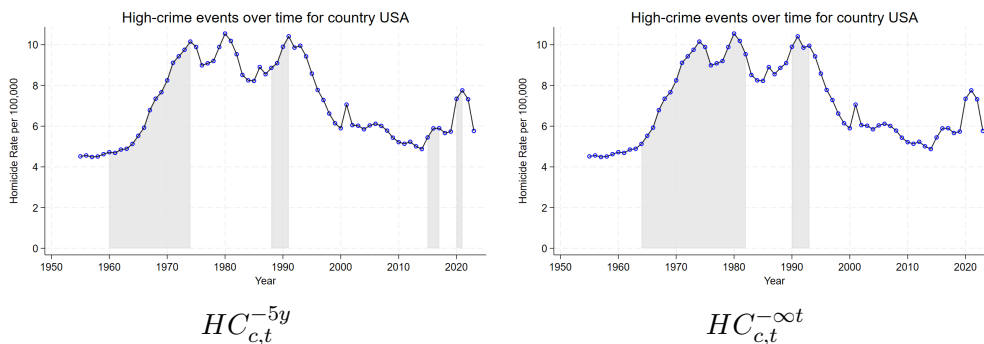 High-crime events over time for country USA
Homicide Rate per 100,000
10
8
6
4
2
0
1950 1960 1970 1980 1990 2000 2010 2020
Year
HC_{c,t}^{-5y}
High-crime events over time for country USA
Homicide Rate per 100,000
10
8
6
4
2
0
1950 1960 1970 1980 1990 2000 2010 2020
Year
HC_{c,t}^{-∞t}